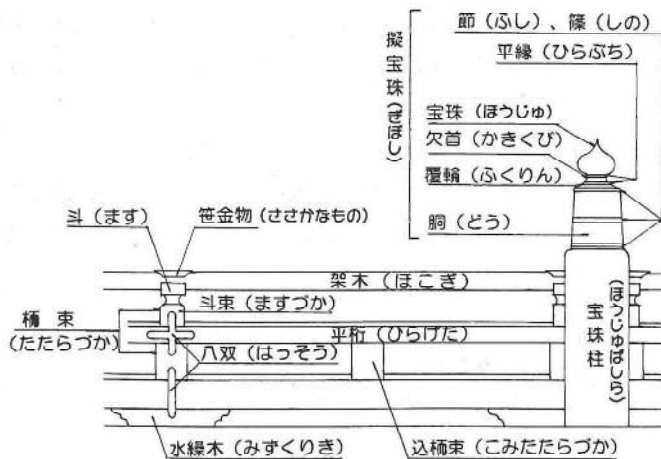 節（ふし）、篠（しの）
平縁（ひらぶち）
擬宝珠（ぎぼし）
宝珠（ほうじゅ）
欠首（かきくび）
覆輪（ふくりん）
胴（どう）
斗（ます）
笹金物（ささかなもの）
架木（ほこぎ）
斗束（ますづか）
桶束
（たたらづか）
平桁（ひらげた）
八双（はっそう）
宝珠柱（ほうじゅばしら）
水繰木（みずくりき）
込桶束（こみたたらづか）